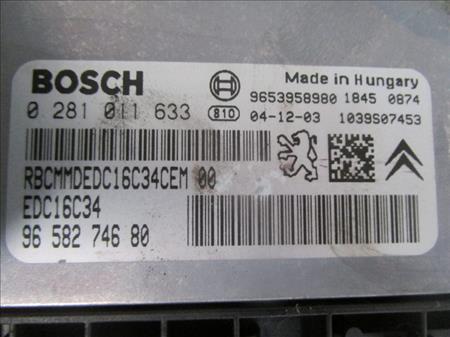 BOSCH
Made in Hungary
9653958980 1845 0874
0 281 011 633 810 04-12-03 1039S07453
RBCMMDEDC16C34CEM 00
EDC16C34
96 582 746 80